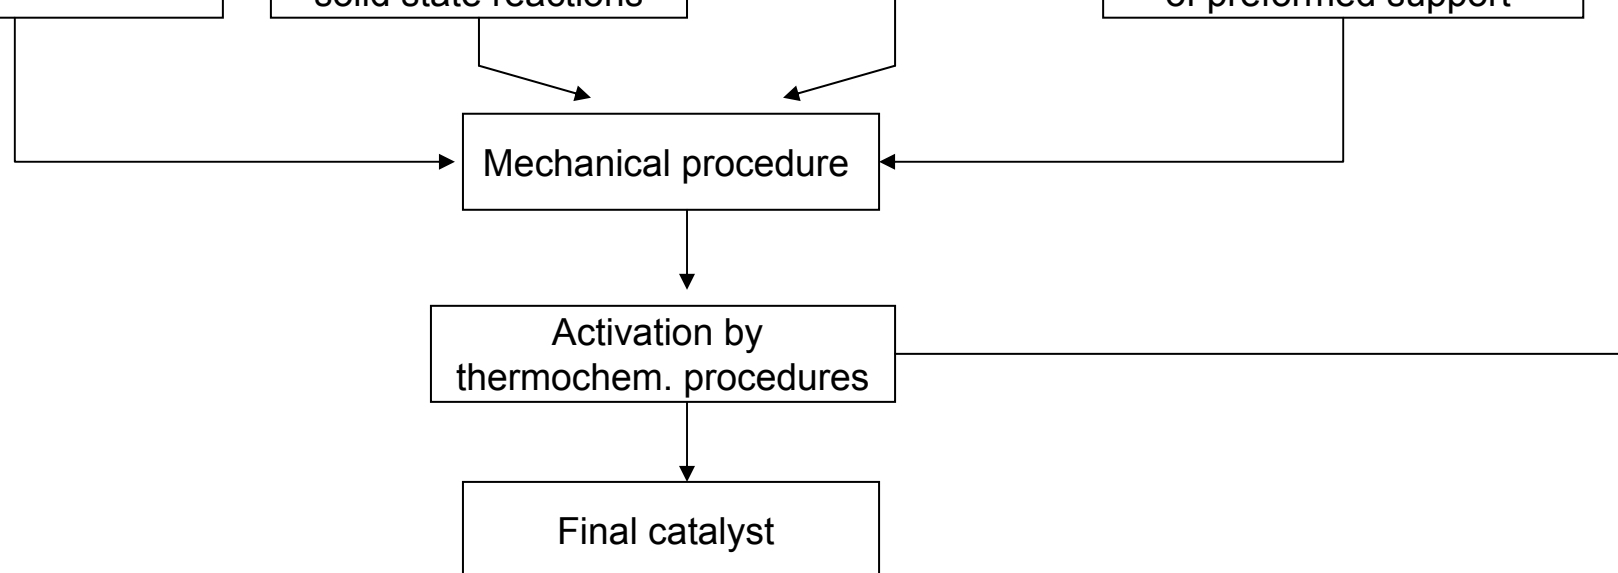 solid state reactions
of preformed support
Mechanical procedure
Activation by
thermochem. procedures
Final catalyst